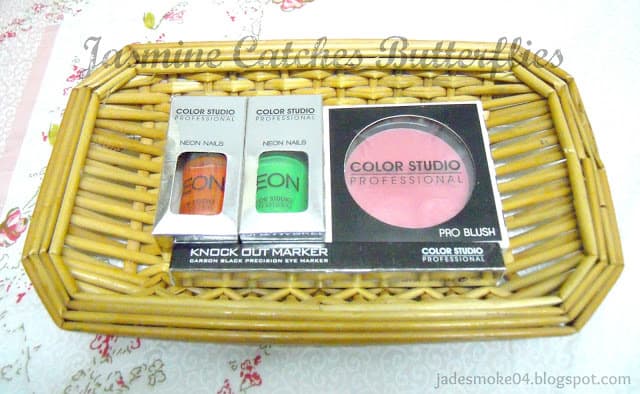 Jasmine Catches Butterflies
COLOR STUDIO
PROFESSIONAL
NEON NAILS
EON
COLOR STUDIO
PROFESSIONAL
NEON NAILS
EON
COLOR STUDIO
PROFESSIONAL
PRO BLUSH
KNOCK OUT MARKER
CARBON BLACK PRECISION EYE MARKER
COLOR STUDIO
PROFESSIONAL
jadesmoke04.blogspot.com